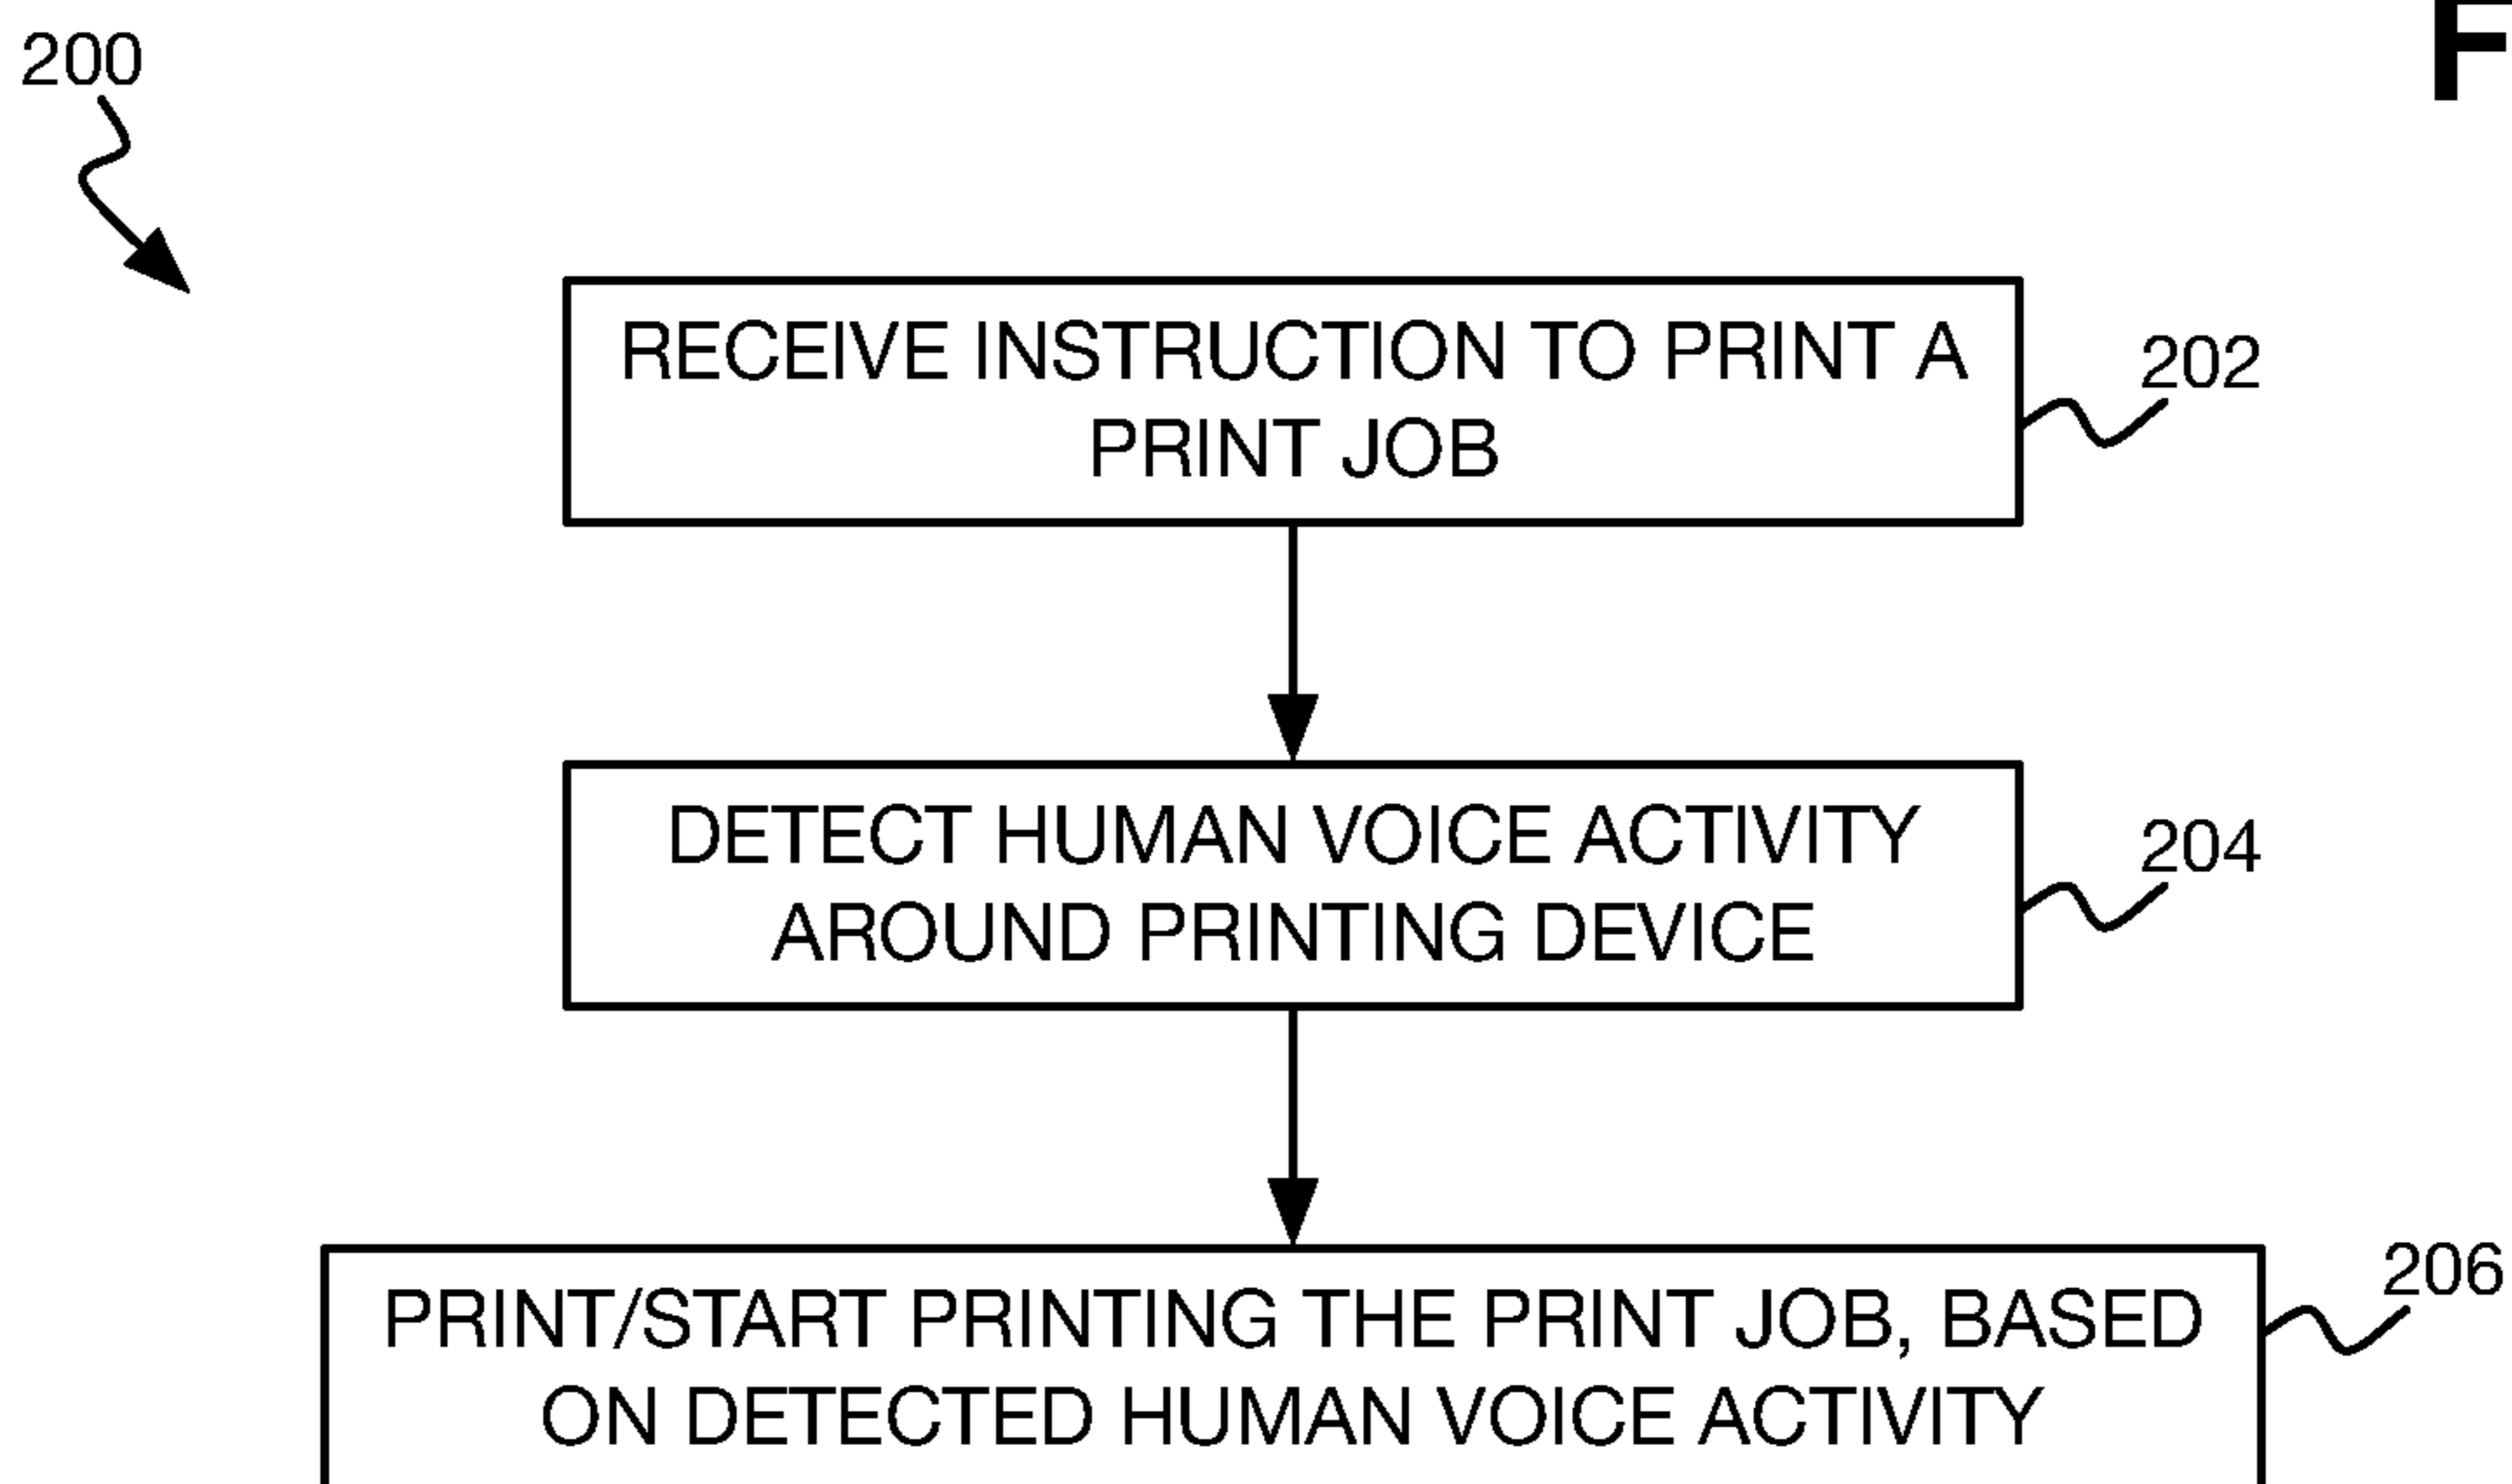 200
F
RECEIVE INSTRUCTION TO PRINT A
PRINT JOB
202
DETECT HUMAN VOICE ACTIVITY
AROUND PRINTING DEVICE
204
PRINT/START PRINTING THE PRINT JOB, BASED
ON DETECTED HUMAN VOICE ACTIVITY
206